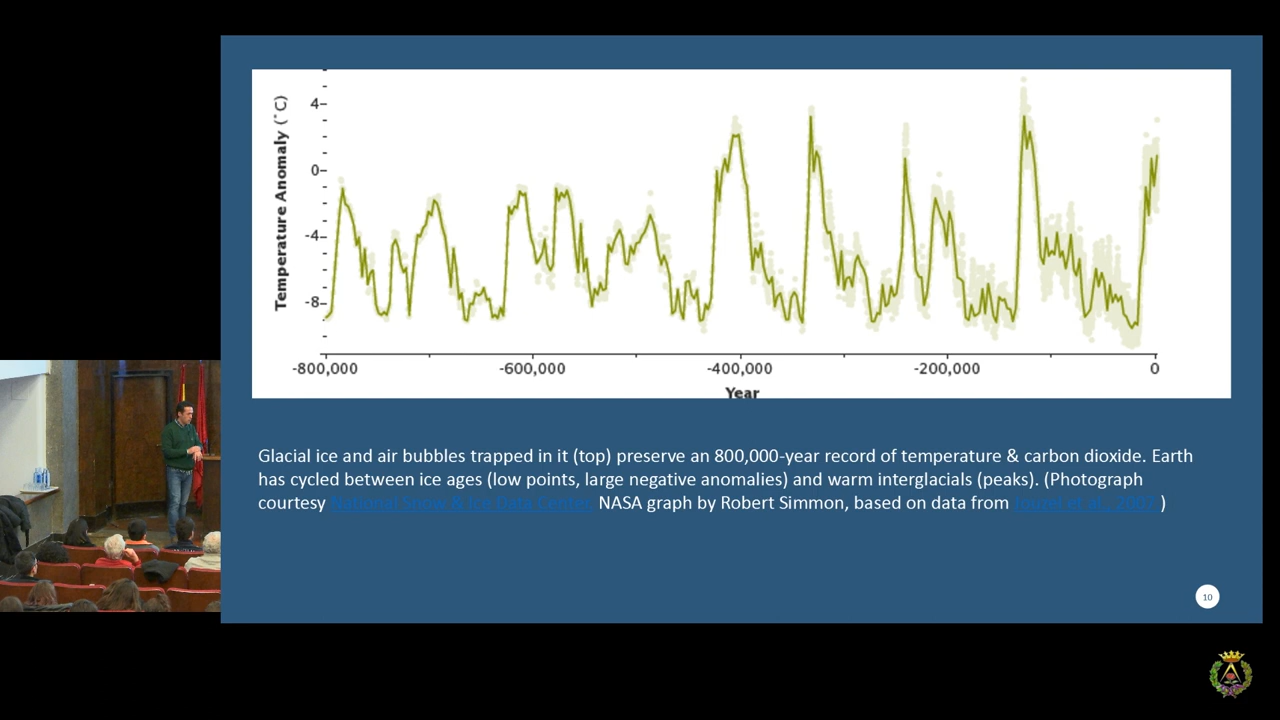 Temperature Anomaly (°C)
4
0
-4
-8
-800,000 -600,000 -400,000 -200,000 0
Year
Glacial ice and air bubbles trapped in it (top) preserve an 800,000-year record of temperature & carbon dioxide. Earth
has cycled between ice ages (low points, large negative anomalies) and warm interglacials (peaks). (Photograph
courtesy National Snow & Ice Data Center. NASA graph by Robert Simmon, based on data from Jouzel et al., 2007.)
10